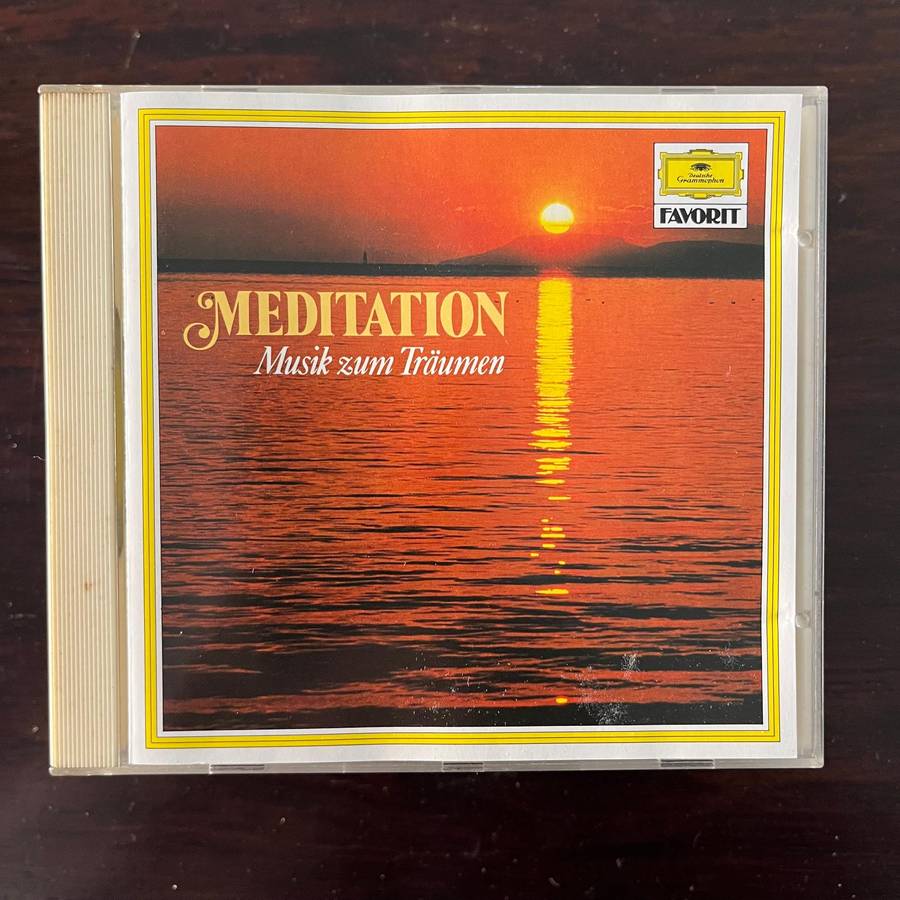 Deutsche
Grammophon
FAVORIT
MEDITATION
Musik zum Träumen